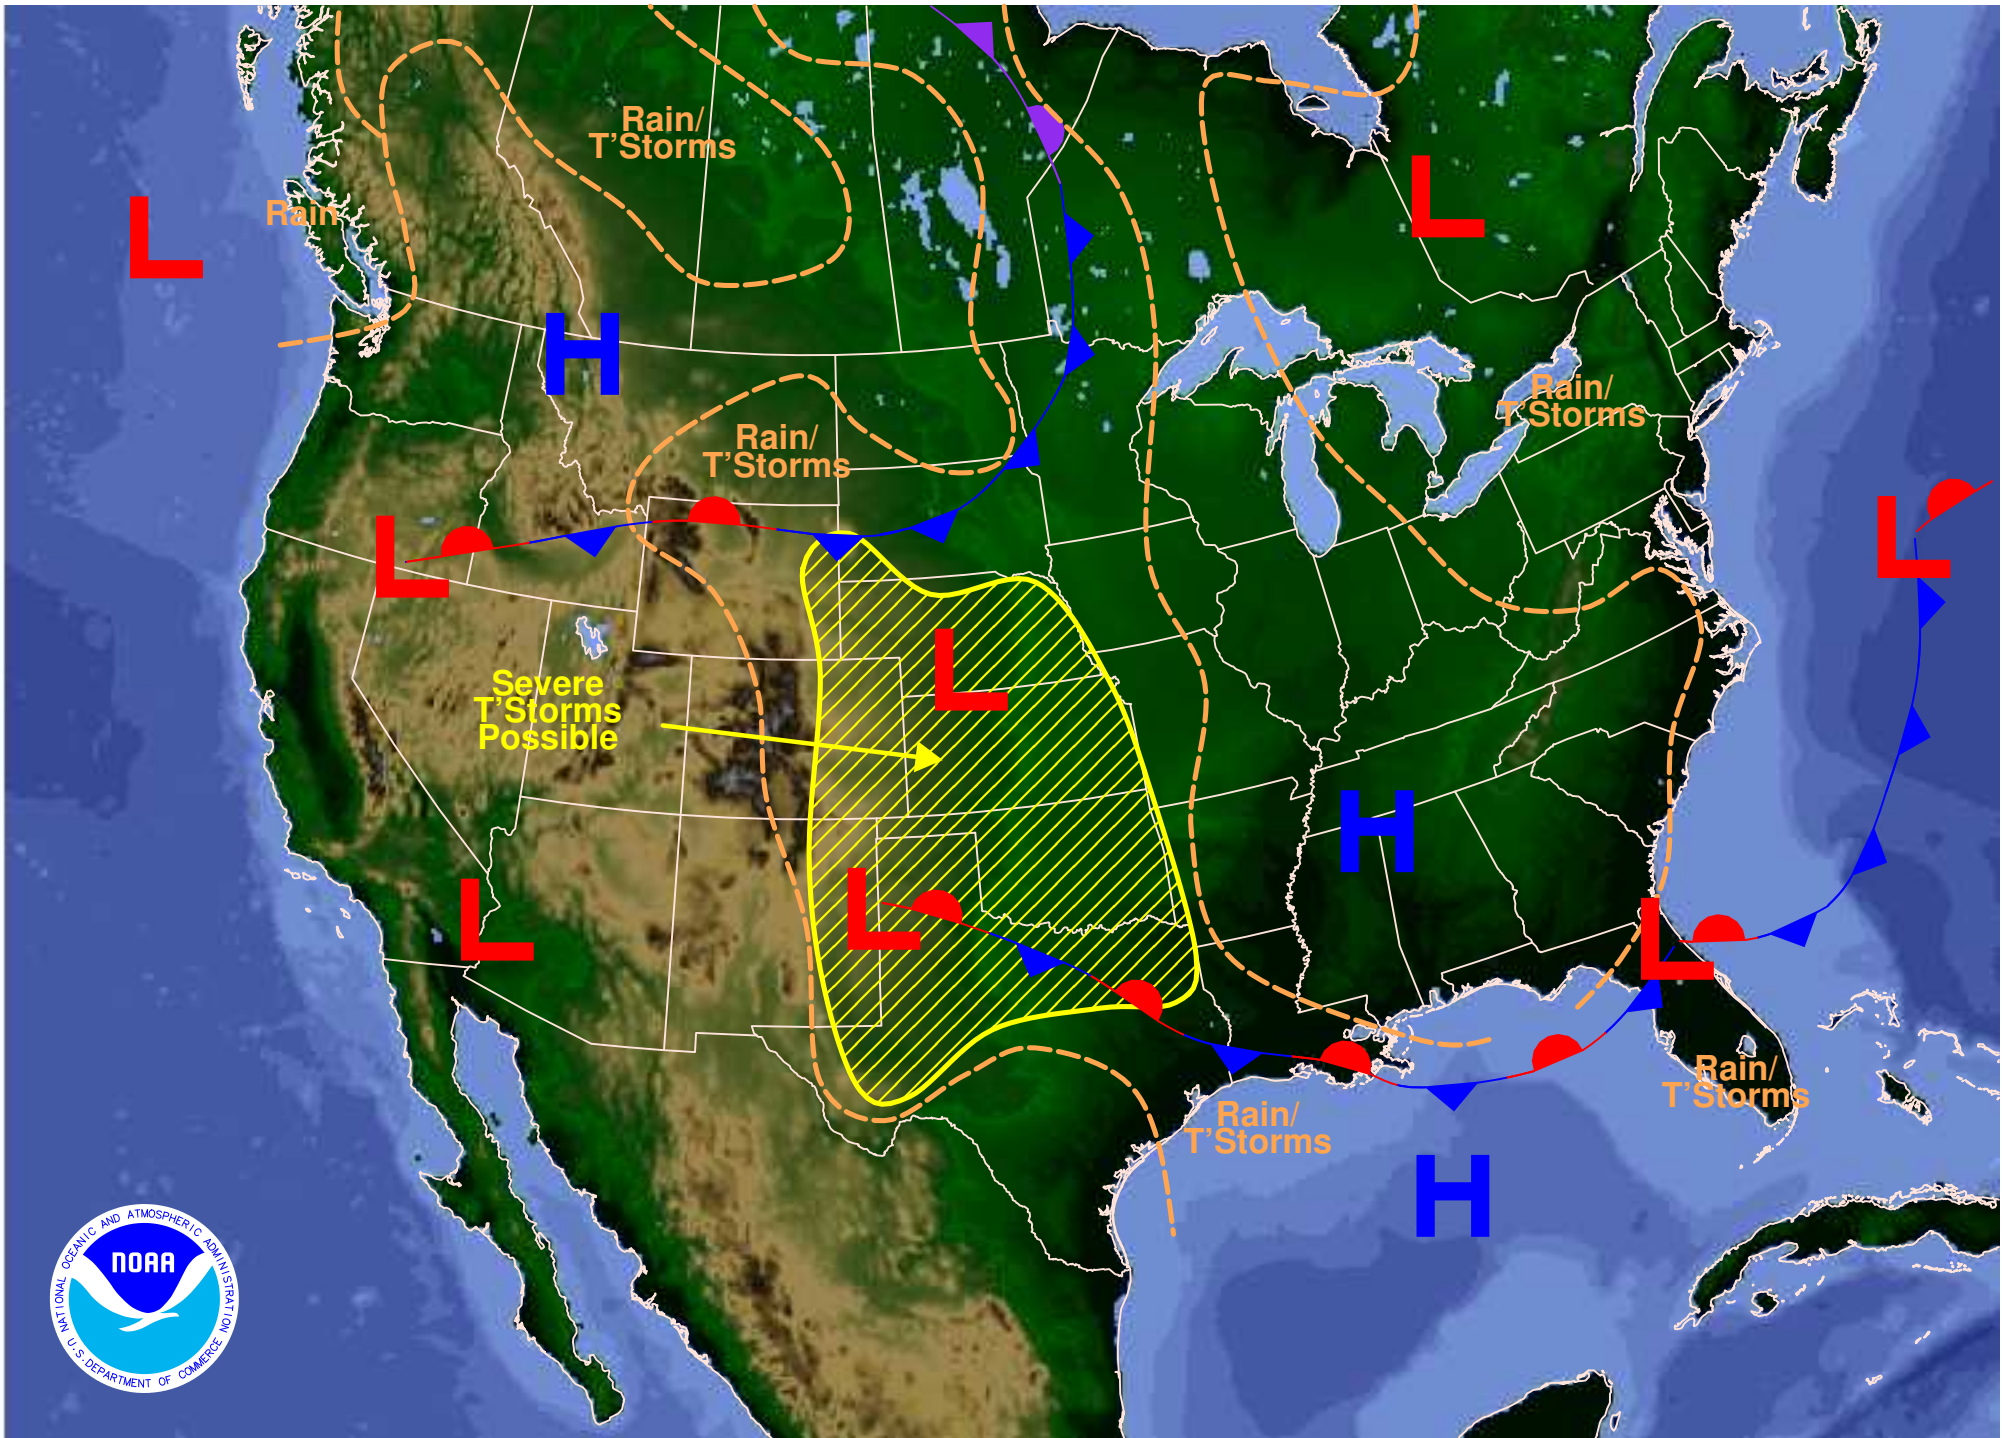 Rain/
T'Storms
L
L
Rain
H
Rain/
T'Storms
Rain/
T'Storms
L
L
L
Severe
T'Storms
Possible
H
L
L
L
Rain/
T'Storms
Rain/
T'Storms
H
NATIONAL OCEANIC AND ATMOSPHERIC ADMINISTRATION
NOAA
U.S. DEPARTMENT OF COMMERCE